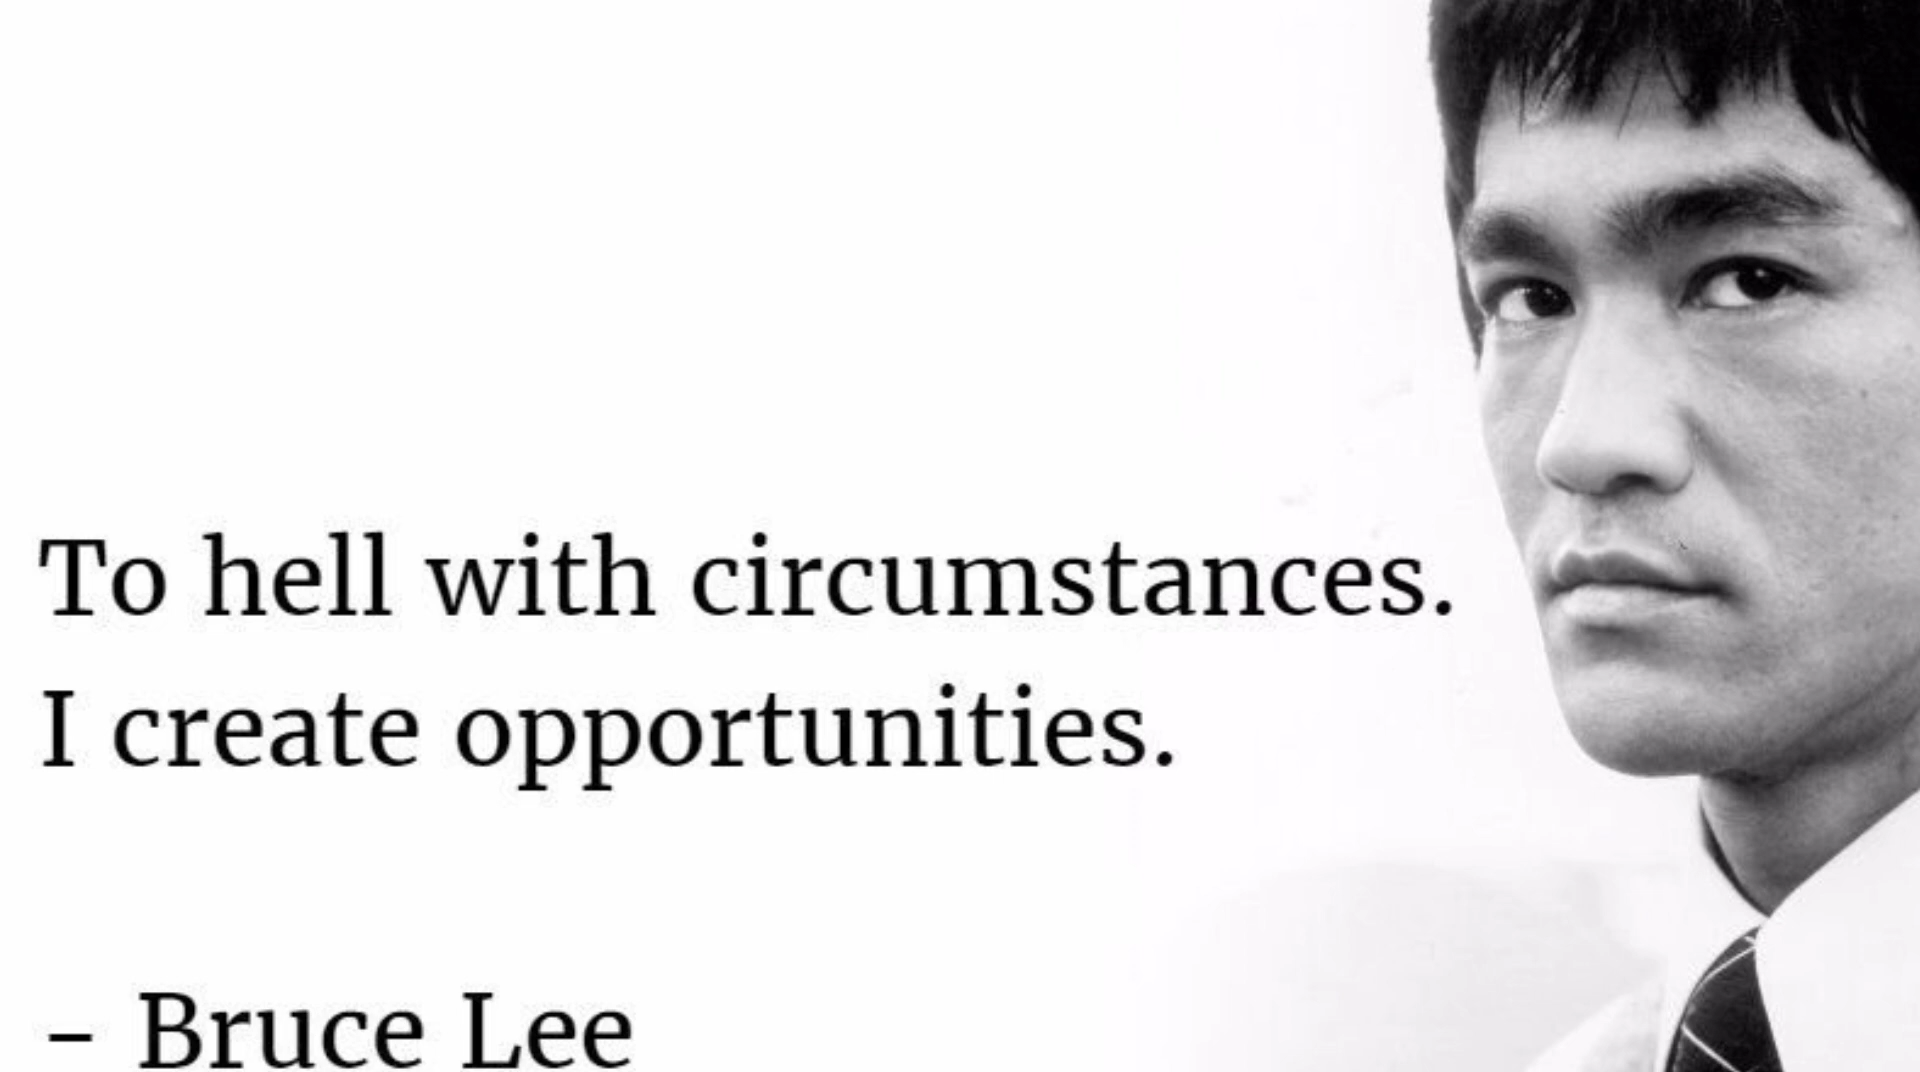 To hell with circumstances.
I create opportunities.
- Bruce Lee